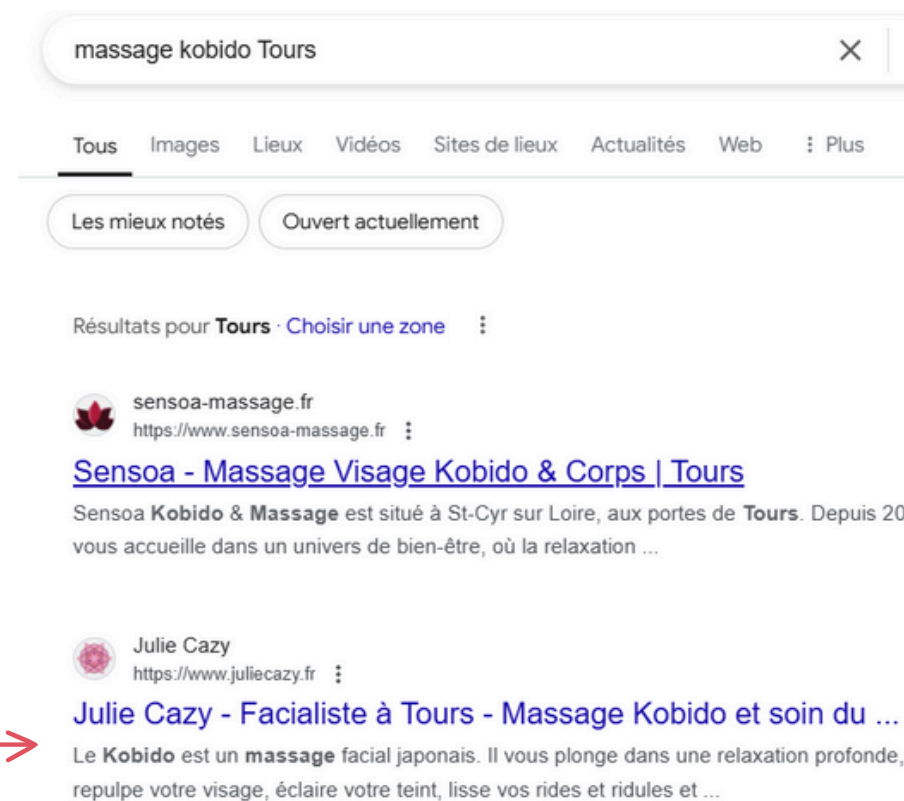 massage kobido Tours
Tous Images Lieux Vidéos Sites de lieux Actualités Web Plus
Les mieux notés Ouvert actuellement
Résultats pour Tours · Choisir une zone
sensoa-massage.fr
https://www.sensoa-massage.fr
Sensoa - Massage Visage Kobido & Corps | Tours
Sensoa Kobido & Massage est situé à St-Cyr sur Loire, aux portes de Tours. Depuis 20
vous accueille dans un univers de bien-être, où la relaxation ...
Julie Cazy
https://www.juliecazy.fr
Julie Cazy - Facialiste à Tours - Massage Kobido et soin du ...
Le Kobido est un massage facial japonais. Il vous plonge dans une relaxation profonde,
repulpe votre visage, éclaire votre teint, lisse vos rides et ridules et ...